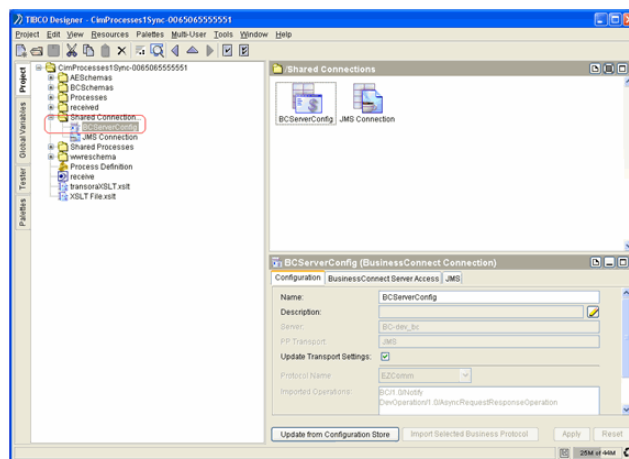 TIBCO Designer - CimProcesses1Sync-0065065555551
Project Edit View Resources Palettes Multi-User Tools Window Help
Project
Global Variables
Tester
Palettes
CimProcesses1Sync-0065065555551
AESchemas
BCSchemas
Processes
received
Shared Connection...
BCServerConfig
JMS Connection
Shared Processes
wwreschema
Process Definition
receive
transoraXSLT.xslt
XSLT File.xslt
/Shared Connections
BCServerConfig JMS Connection
BCServerConfig (BusinessConnect Connection)
Configuration BusinessConnect Server Access JMS
Name: BCServerConfig
Description:
Server: BC-dev_bc
PP Transport: JMS
Update Transport Settings:
Protocol Name EZComm
Imported Operations: BC/1.0/Notify
DevOperation/1.0/AsyncRequestResponseOperation
Update from Configuration Store Import Selected Business Protocol Apply Reset
25M of 44M